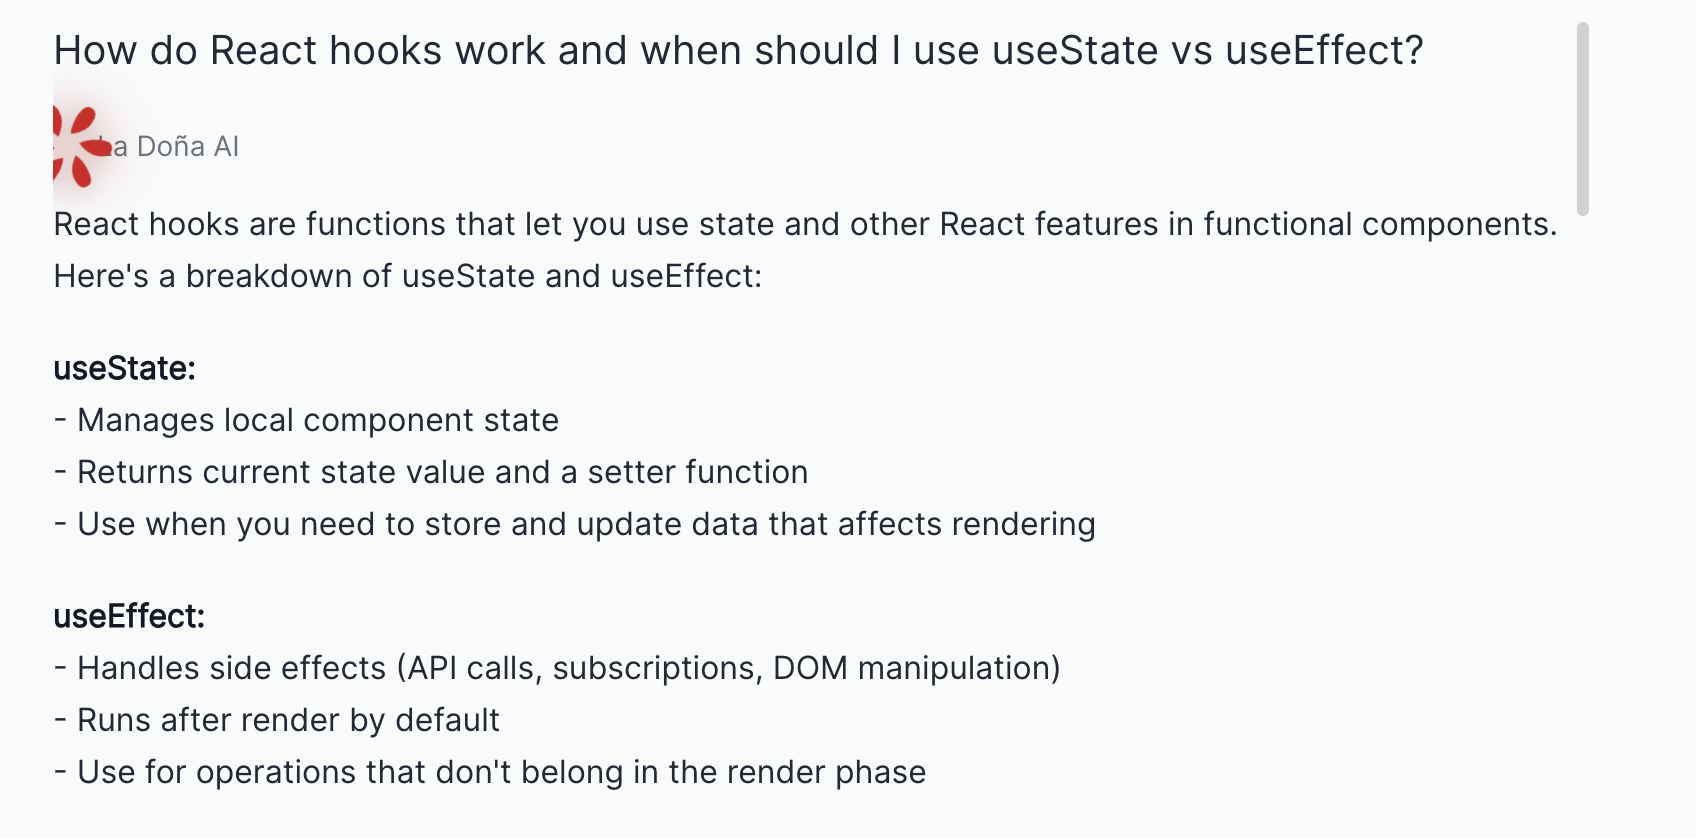 How do React hooks work and when should I use useState vs useEffect?
La Doña AI
React hooks are functions that let you use state and other React features in functional components.
Here's a breakdown of useState and useEffect:
useState:
- Manages local component state
- Returns current state value and a setter function
- Use when you need to store and update data that affects rendering
useEffect:
- Handles side effects (API calls, subscriptions, DOM manipulation)
- Runs after render by default
- Use for operations that don't belong in the render phase